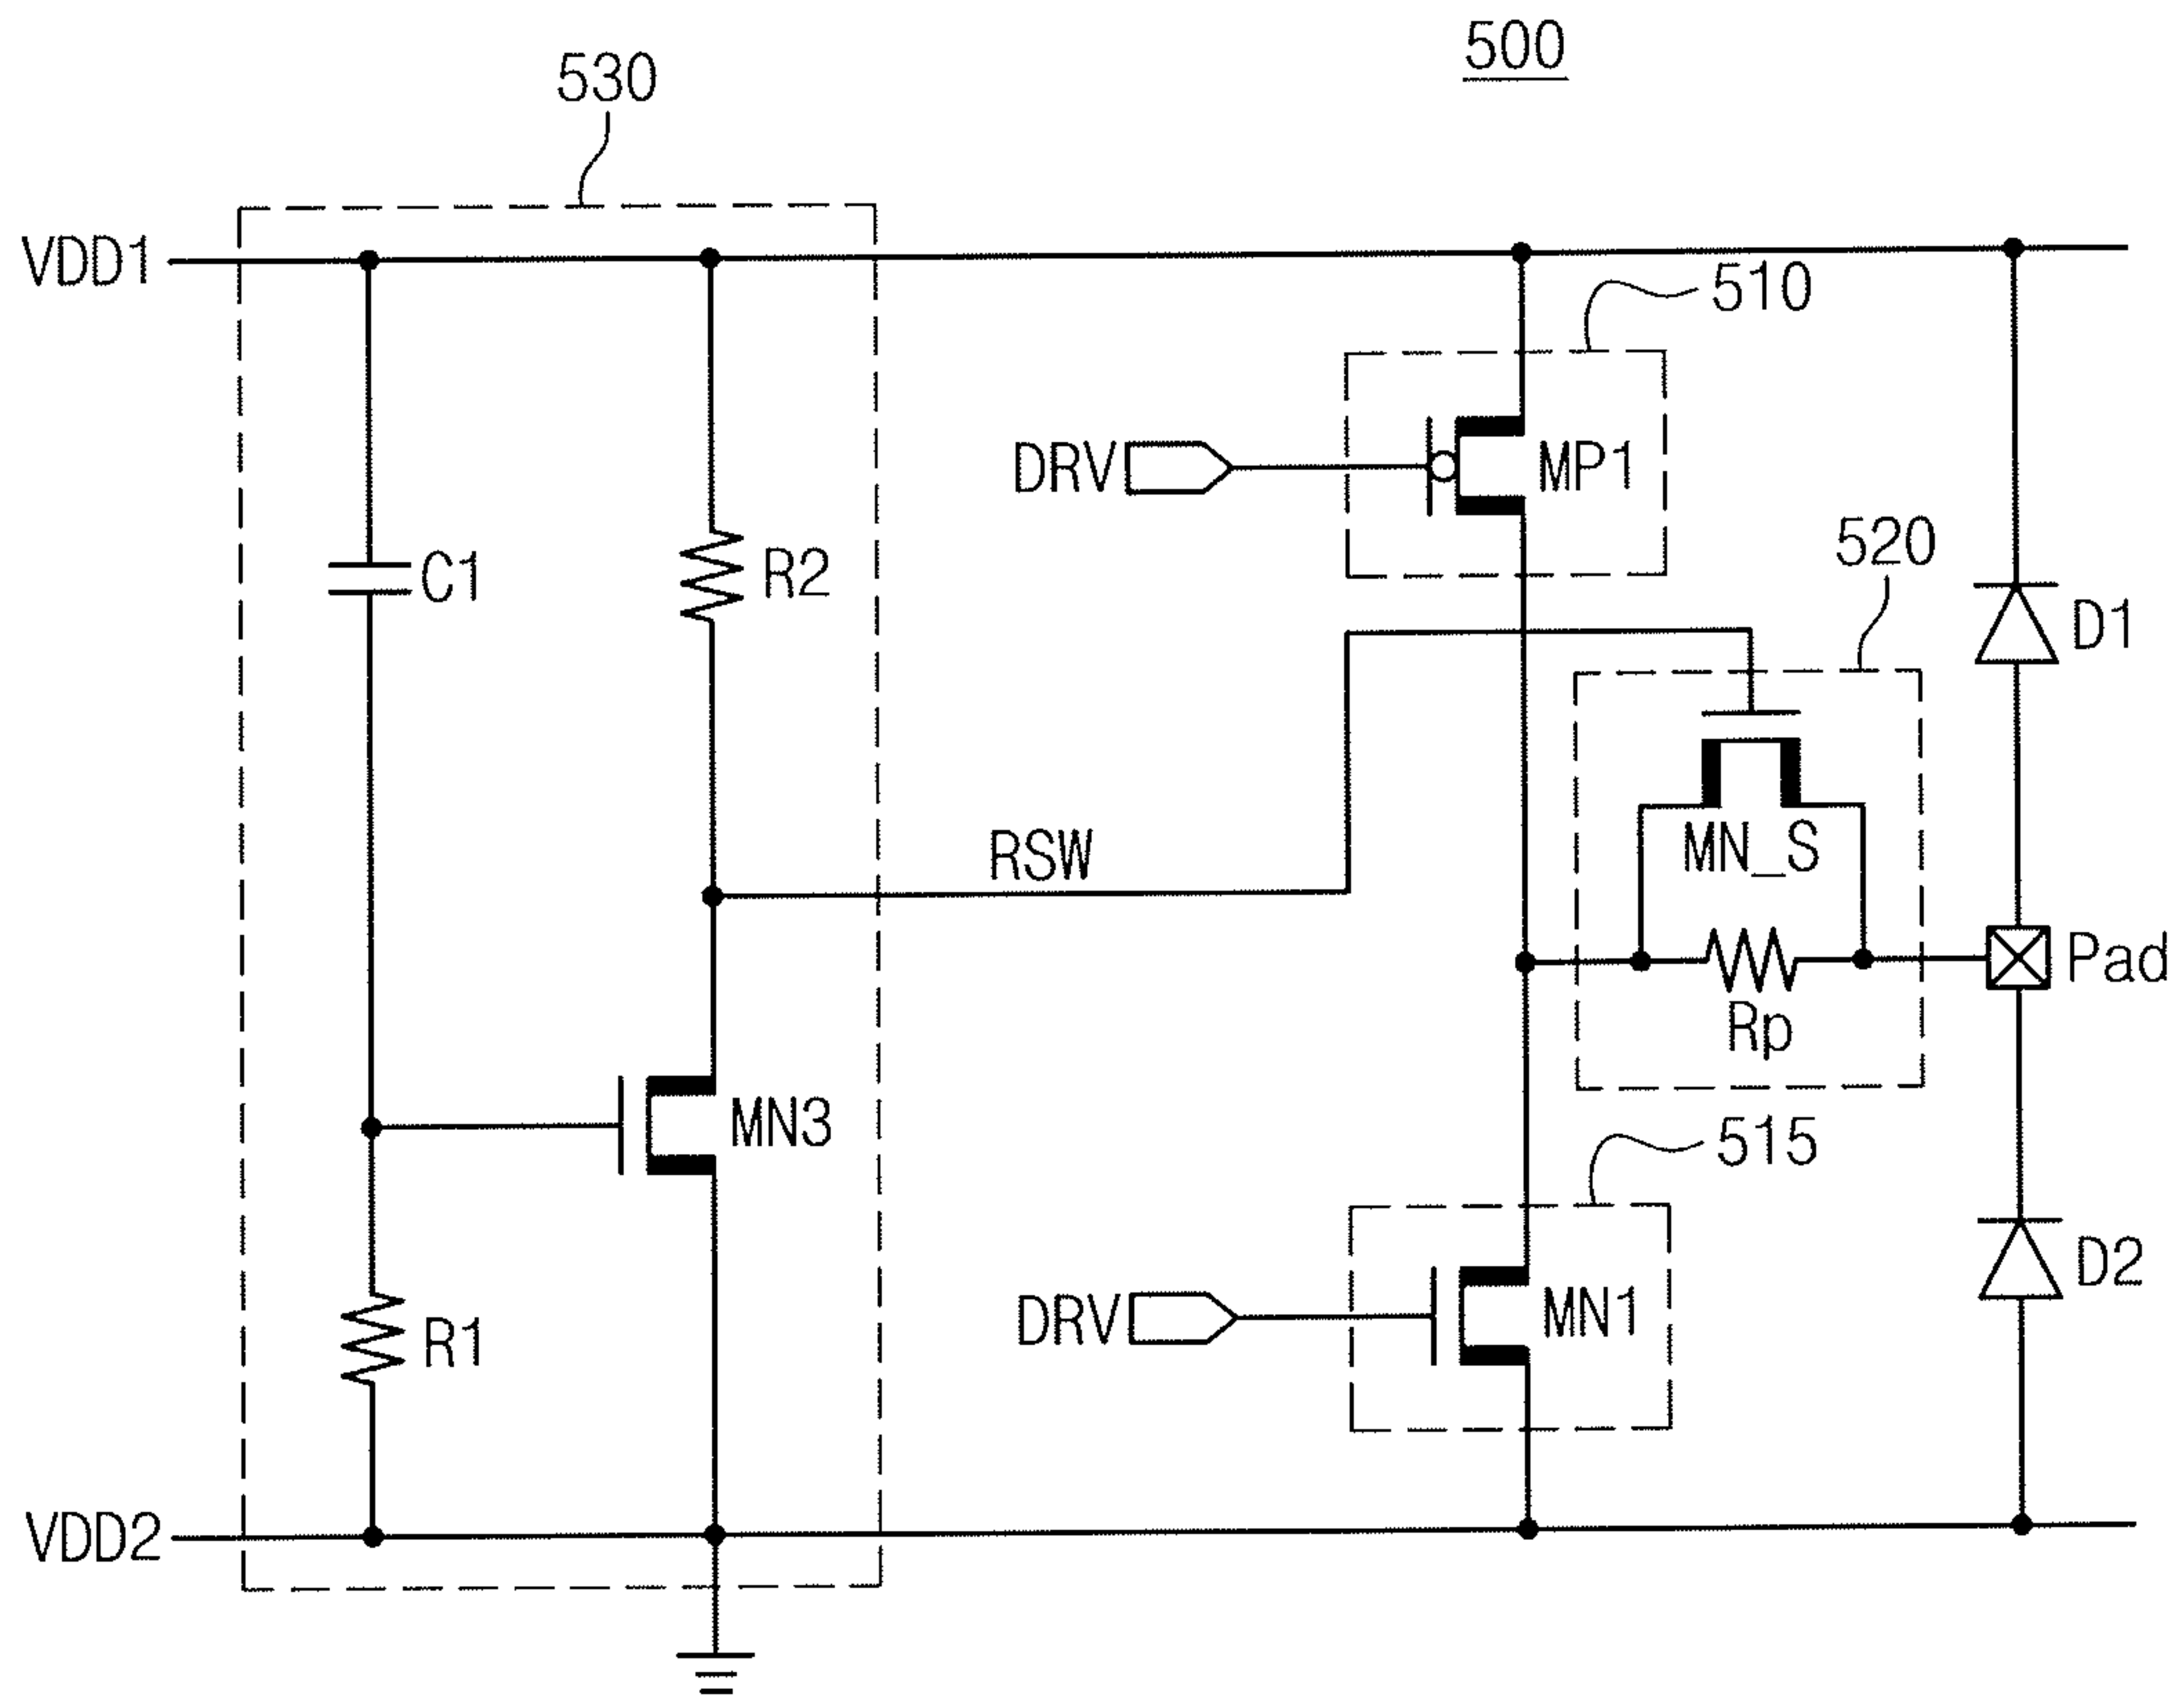 500
530
VDD1
510
DRV
MP1
520
C1
R2
D1
RSW
MN_S
Pad
Rp
MN3
515
D2
DRV
MN1
R1
VDD2